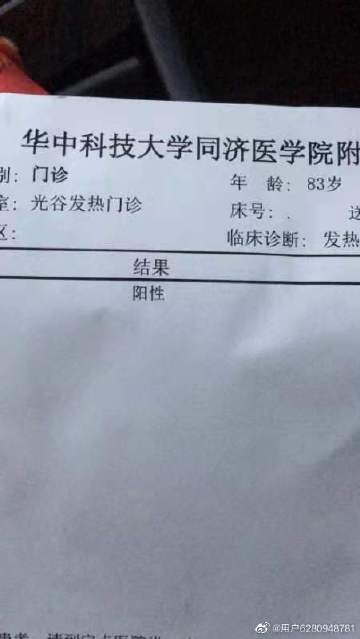 华中科技大学同济医学院附
别: 门诊
年 龄: 83岁
室: 光谷发热门诊
床号: .
送
区:
临床诊断: 发热
结果
阳性
@用户6280948781